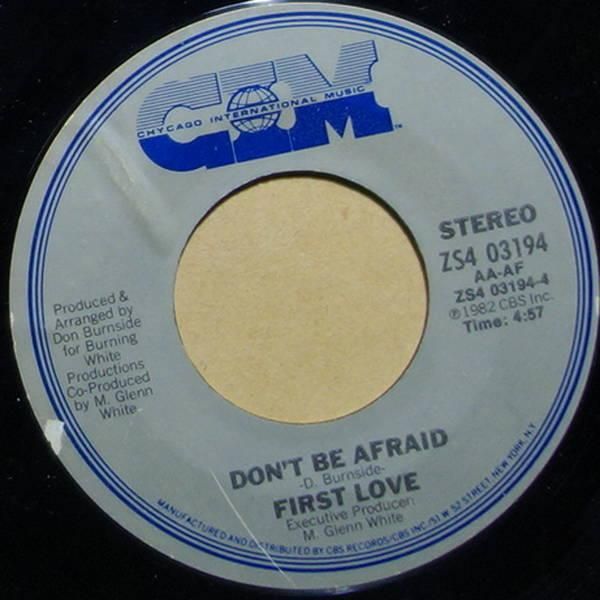 CIM
CHYCAGO INTERNATIONAL MUSIC
TM
STEREO
ZS4 03194
AA-AF
ZS4 03194-4
℗1982 CBS Inc.
Time: 4:57
Produced &
Arranged by
Don Burnside
for Burning
White
Productions
Co-Produced
by M. Glenn
White
DON'T BE AFRAID
-D. Burnside-
FIRST LOVE
Executive Producer:
M. Glenn White
MANUFACTURED AND DISTRIBUTED BY CBS RECORDS/CBS INC./51 W 52 STREET, NEW YORK, N.Y.